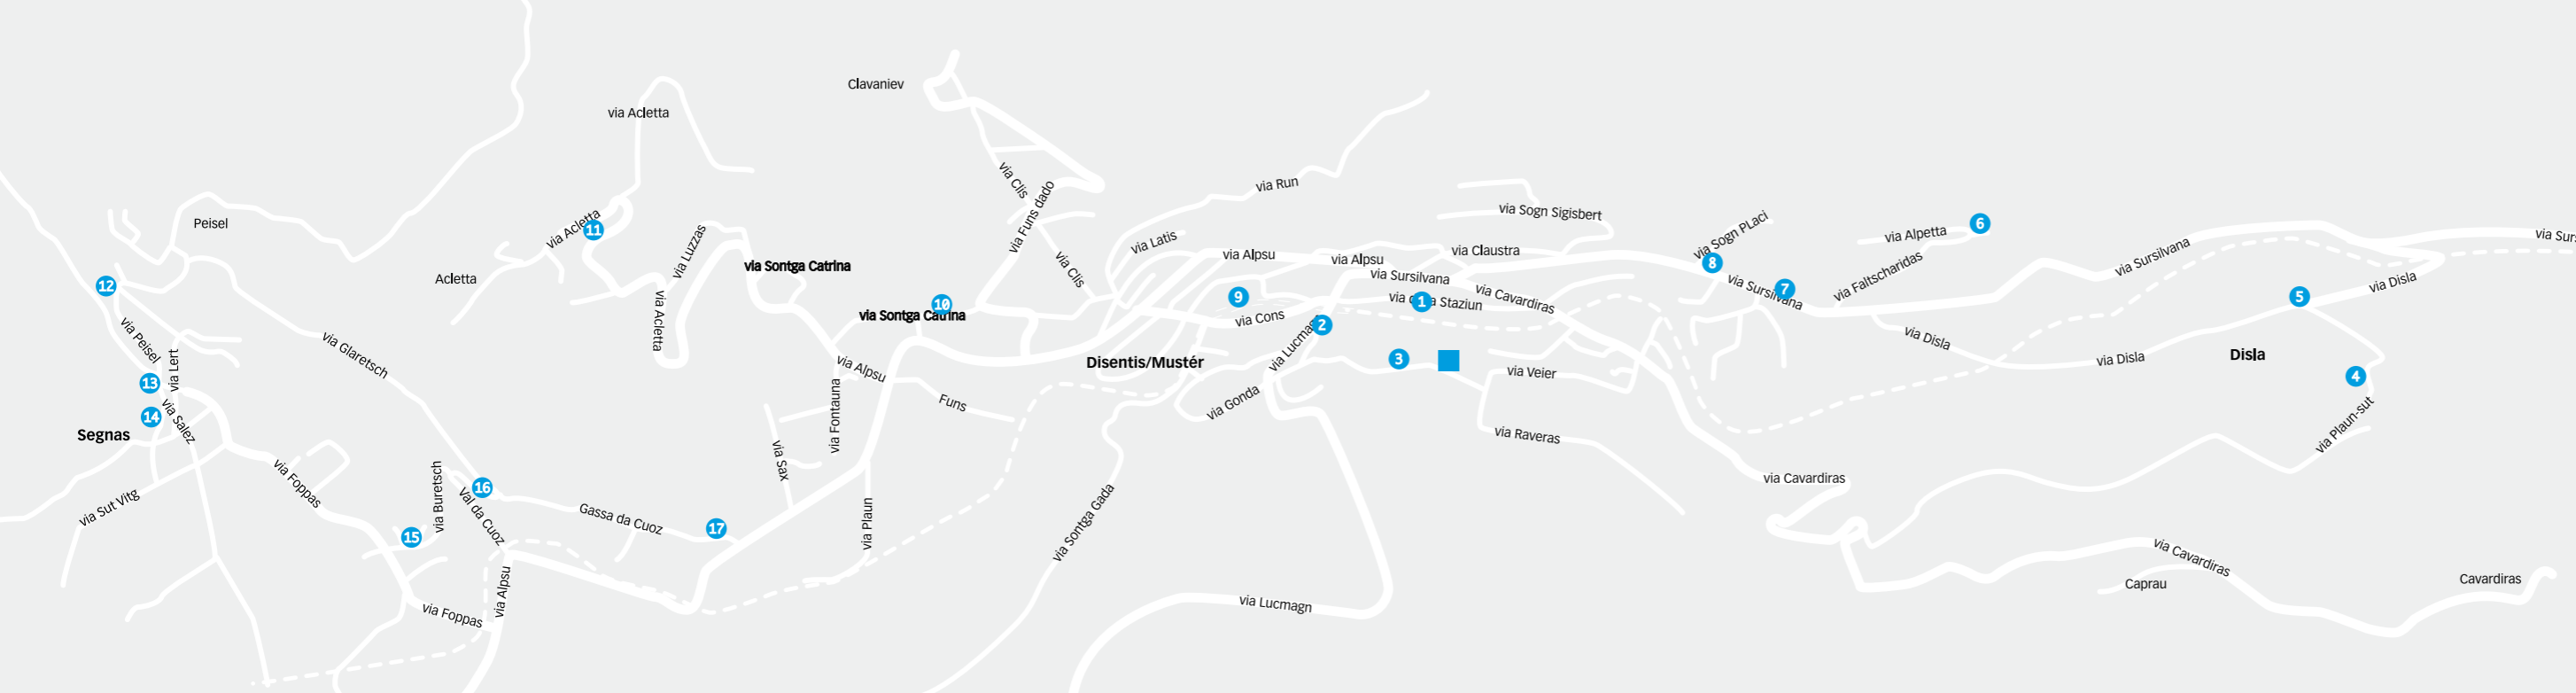 Clavaniev
via Acletta
via Clis
via Run
via Funs dado
via Sogn Sigisbert
Peisel
via Acletta
11
via Luzzas
via Latis
via Clis
via Alpsu
via Alpsu
via Claustra
via Sogn PLaci
8
via Alpetta
6
via Sursilvana
via Sur
Acletta
via Sontga Catrina
via Sursilvana
via Cavardiras
via Sursilvana
7
via Faltscharidas
via Disla
12
10
via Sontga Catrina
9
via Cons
1
Staziun
5
via Peisel
via Lert
via Glaretsch
via Acletta
2
via Lucmagn
via Disla
via Disla
Disla
13
via Alpsu
Disentis/Mustér
3
via Veier
4
14
via Salez
Segnas
via Fontauna
Funs
via Gonda
via Raveras
via Plaun-sut
via Foppas
via Buretsch
16
Val da Cuoz
via Sax
via Cavardiras
via Sut Vitg
15
Gassa da Cuoz
17
via Plaun
via Sontga Gada
via Cavardiras
via Alpsu
via Foppas
via Lucmagn
Caprau
Cavardiras